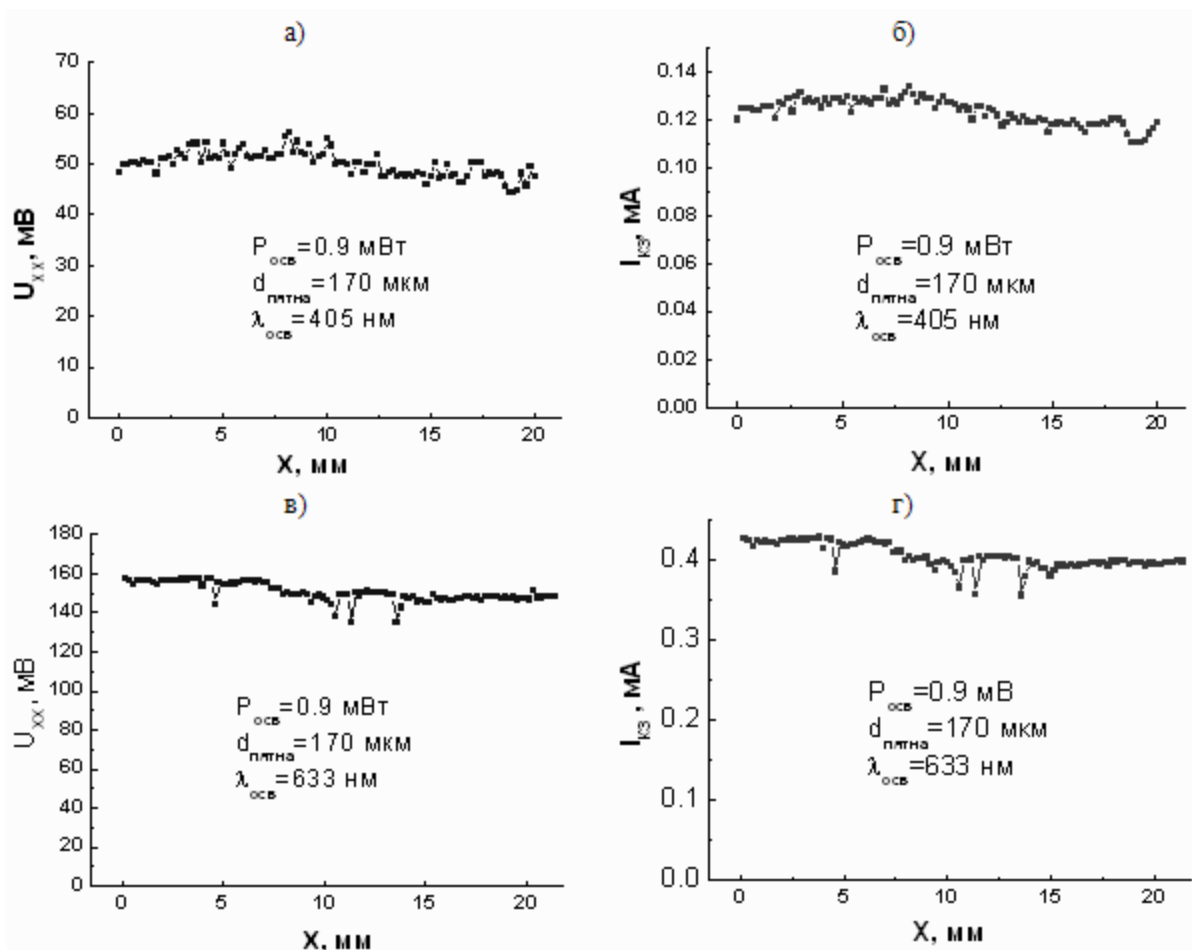 а)
70
60
50
40
30
20
10
0
U_xx, мВ
P_осв=0.9 мВт
d_пятна=170 мкм
λ_осв=405 нм
0 5 10 15 20
X, мм
б)
0.14
0.12
0.10
0.08
0.06
0.04
0.02
0.00
I_кз, мА
P_осв=0.9 мВт
d_пятна=170 мкм
λ_осв=405 нм
0 5 10 15 20
X, мм
в)
180
160
140
120
100
80
60
40
20
0
U_xx, мВ
P_осв=0.9 мВт
d_пятна=170 мкм
λ_осв=633 нм
0 5 10 15 20
X, мм
г)
0.4
0.3
0.2
0.1
0.0
I_кз, мА
P_осв=0.9 мВ
d_пятна=170 мкм
λ_осв=633 нм
0 5 10 15 20
X, мм